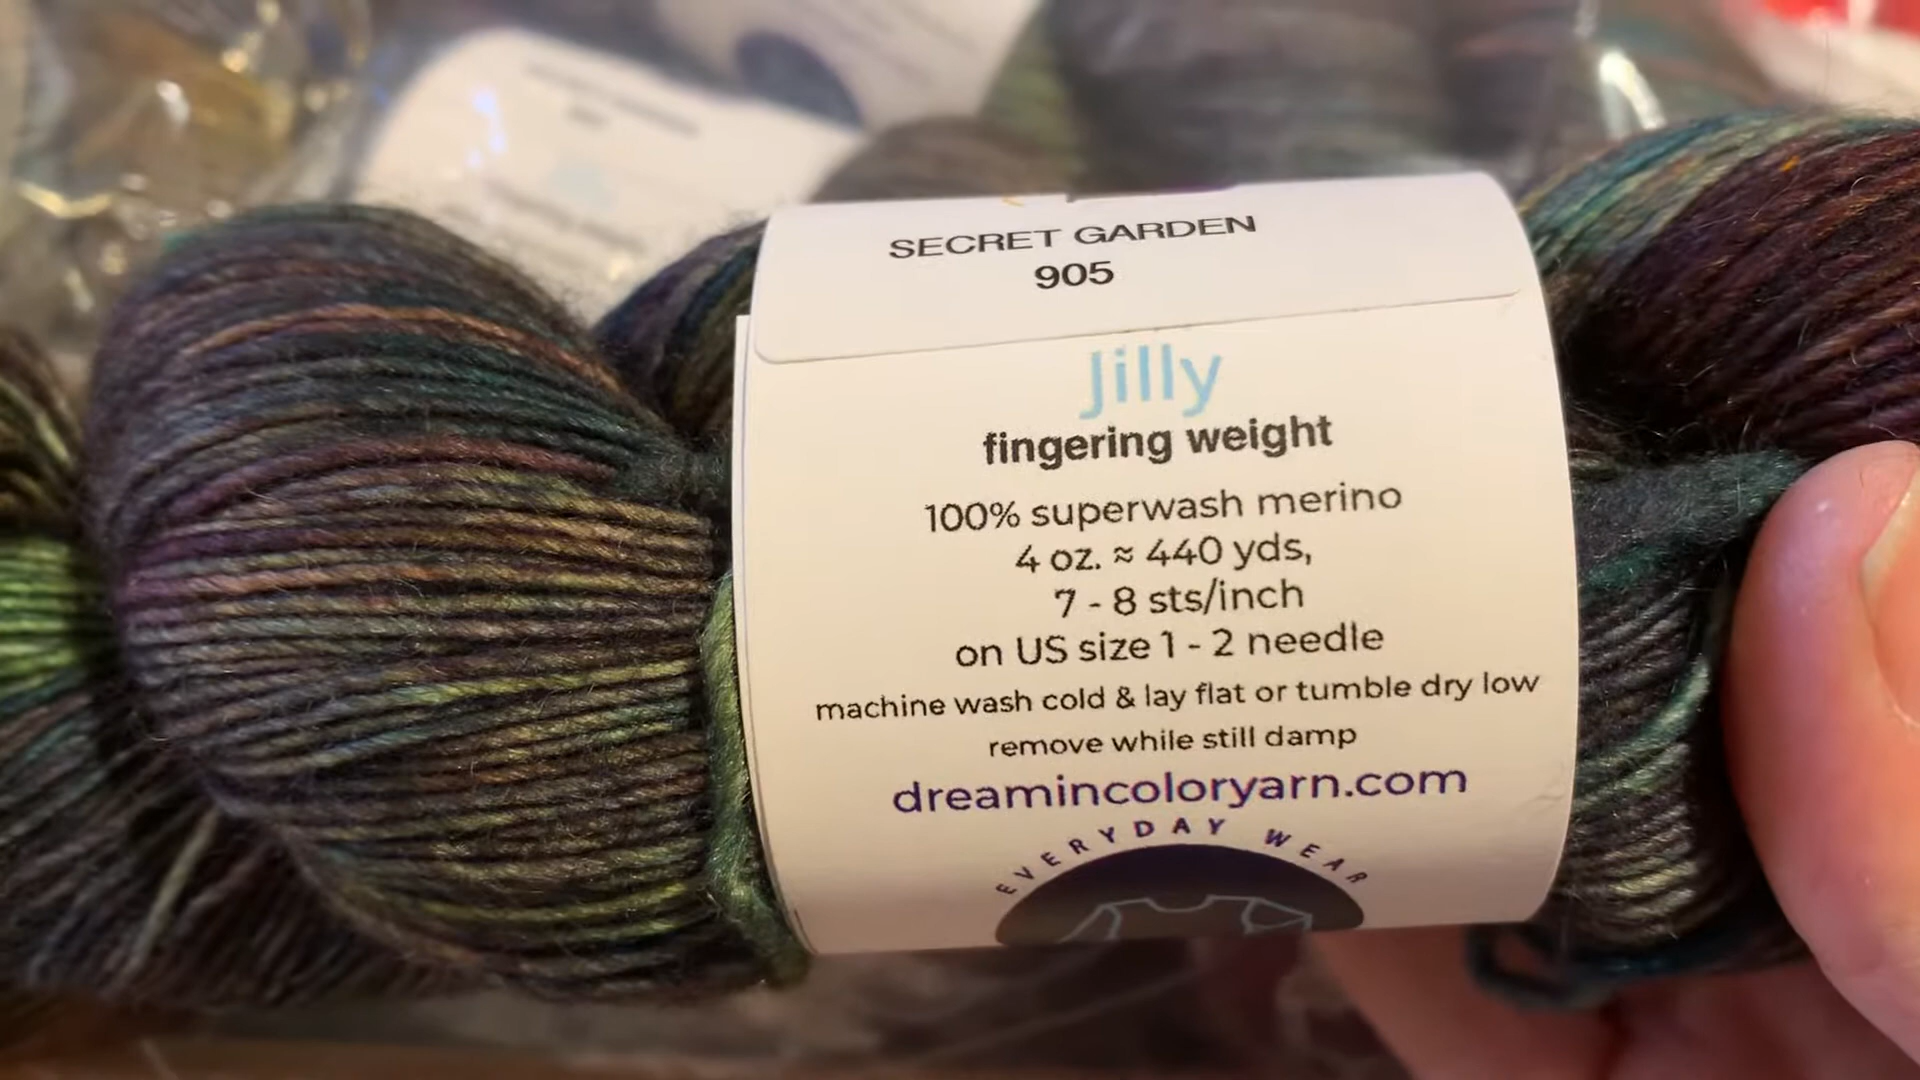 SECRET GARDEN
905
Jilly
fingering weight
100% superwash merino
4 oz. ≈ 440 yds,
7 - 8 sts/inch
on US size 1 - 2 needle
machine wash cold & lay flat or tumble dry low
remove while still damp
dreamincoloryarn.com
EVERYDAY WEAR